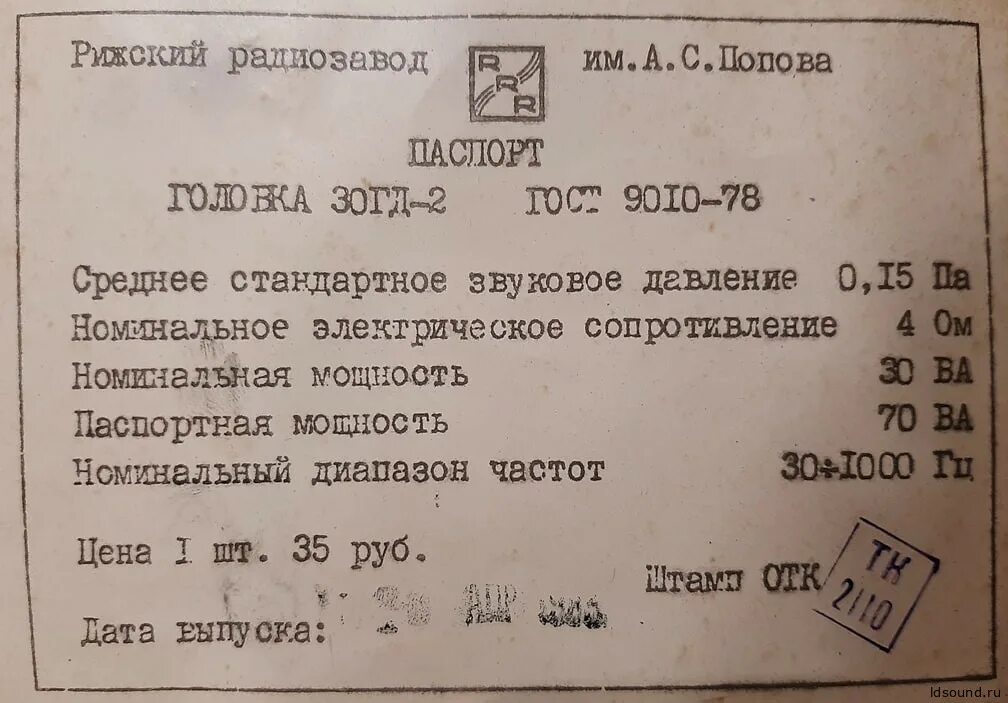 Рижский радиозавод RRR им.А.С.Попова
ПАСПОРТ
ГОЛОВКА 30ГД-2 ГОСТ 9010-78
Среднее стандартное звуковое давление 0,15 Па
Номинальное электрическое сопротивление 4 Ом
Номинальная мощность 30 ВА
Паспортная мощность 70 ВА
Номинальный диапазон частот 30÷1000 Гц
Цена 1 шт. 35 руб.
Штамп ОТК ТК
2110
Дата выпуска:
ldsound.ru